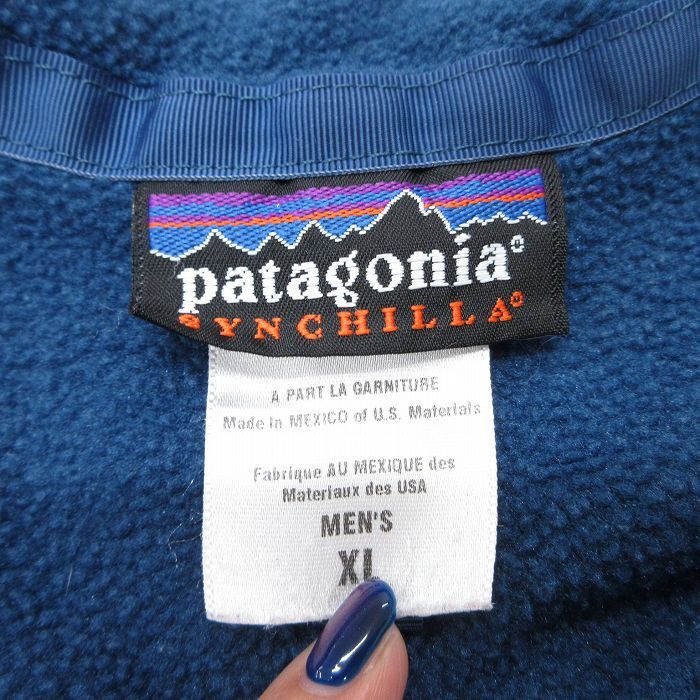 patagonia®
SYNCHILLA®
A PART LA GARNITURE
Made in MEXICO of U.S. Materials
Fabrique AU MEXIQUE des
Materiaux des USA
MEN'S
XL